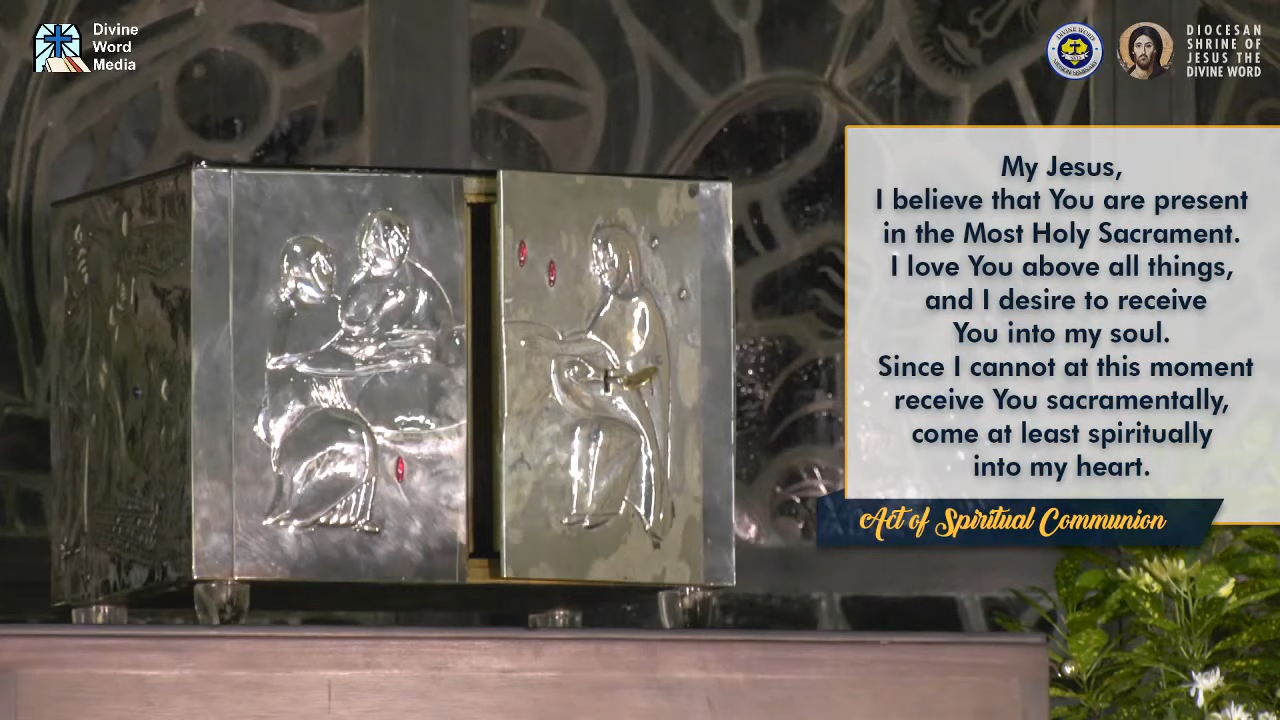 Divine
Word
Media
DIOCESAN
SHRINE OF
JESUS THE
DIVINE WORD
My Jesus,
I believe that You are present
in the Most Holy Sacrament.
I love You above all things,
and I desire to receive
You into my soul.
Since I cannot at this moment
receive You sacramentally,
come at least spiritually
into my heart.
Act of Spiritual Communion